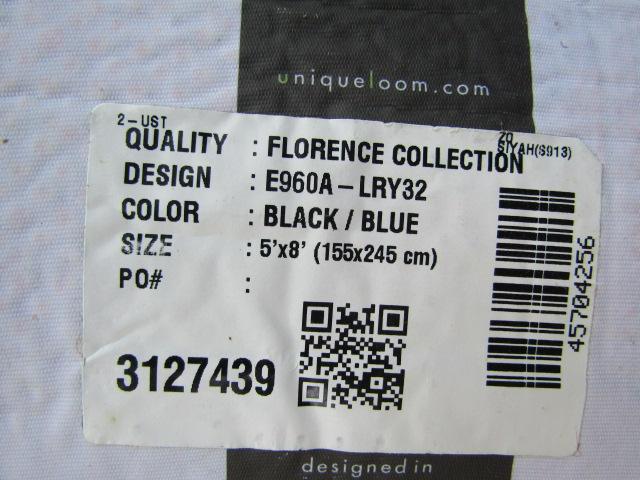 uniqueloom.com
2-UST
20
SIYAH(S913)
QUALITY : FLORENCE COLLECTION
DESIGN : E960A-LRY32
COLOR : BLACK / BLUE
SIZE : 5'x8' (155x245 cm)
PO# :
3127439
45704256
designed in